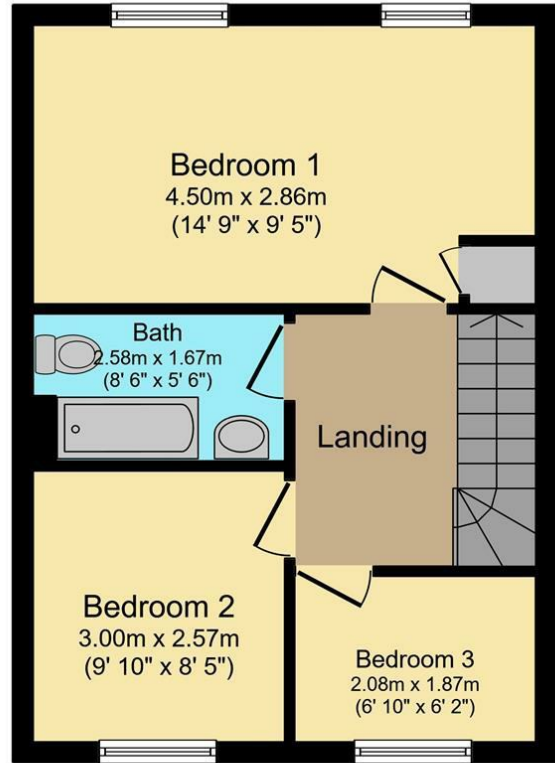 Bedroom 1
4.50m x 2.86m
(14' 9" x 9' 5")
Bath
2.58m x 1.67m
(8' 6" x 5' 6")
Landing
Bedroom 2
3.00m x 2.57m
(9' 10" x 8' 5")
Bedroom 3
2.08m x 1.87m
(6' 10" x 6' 2")